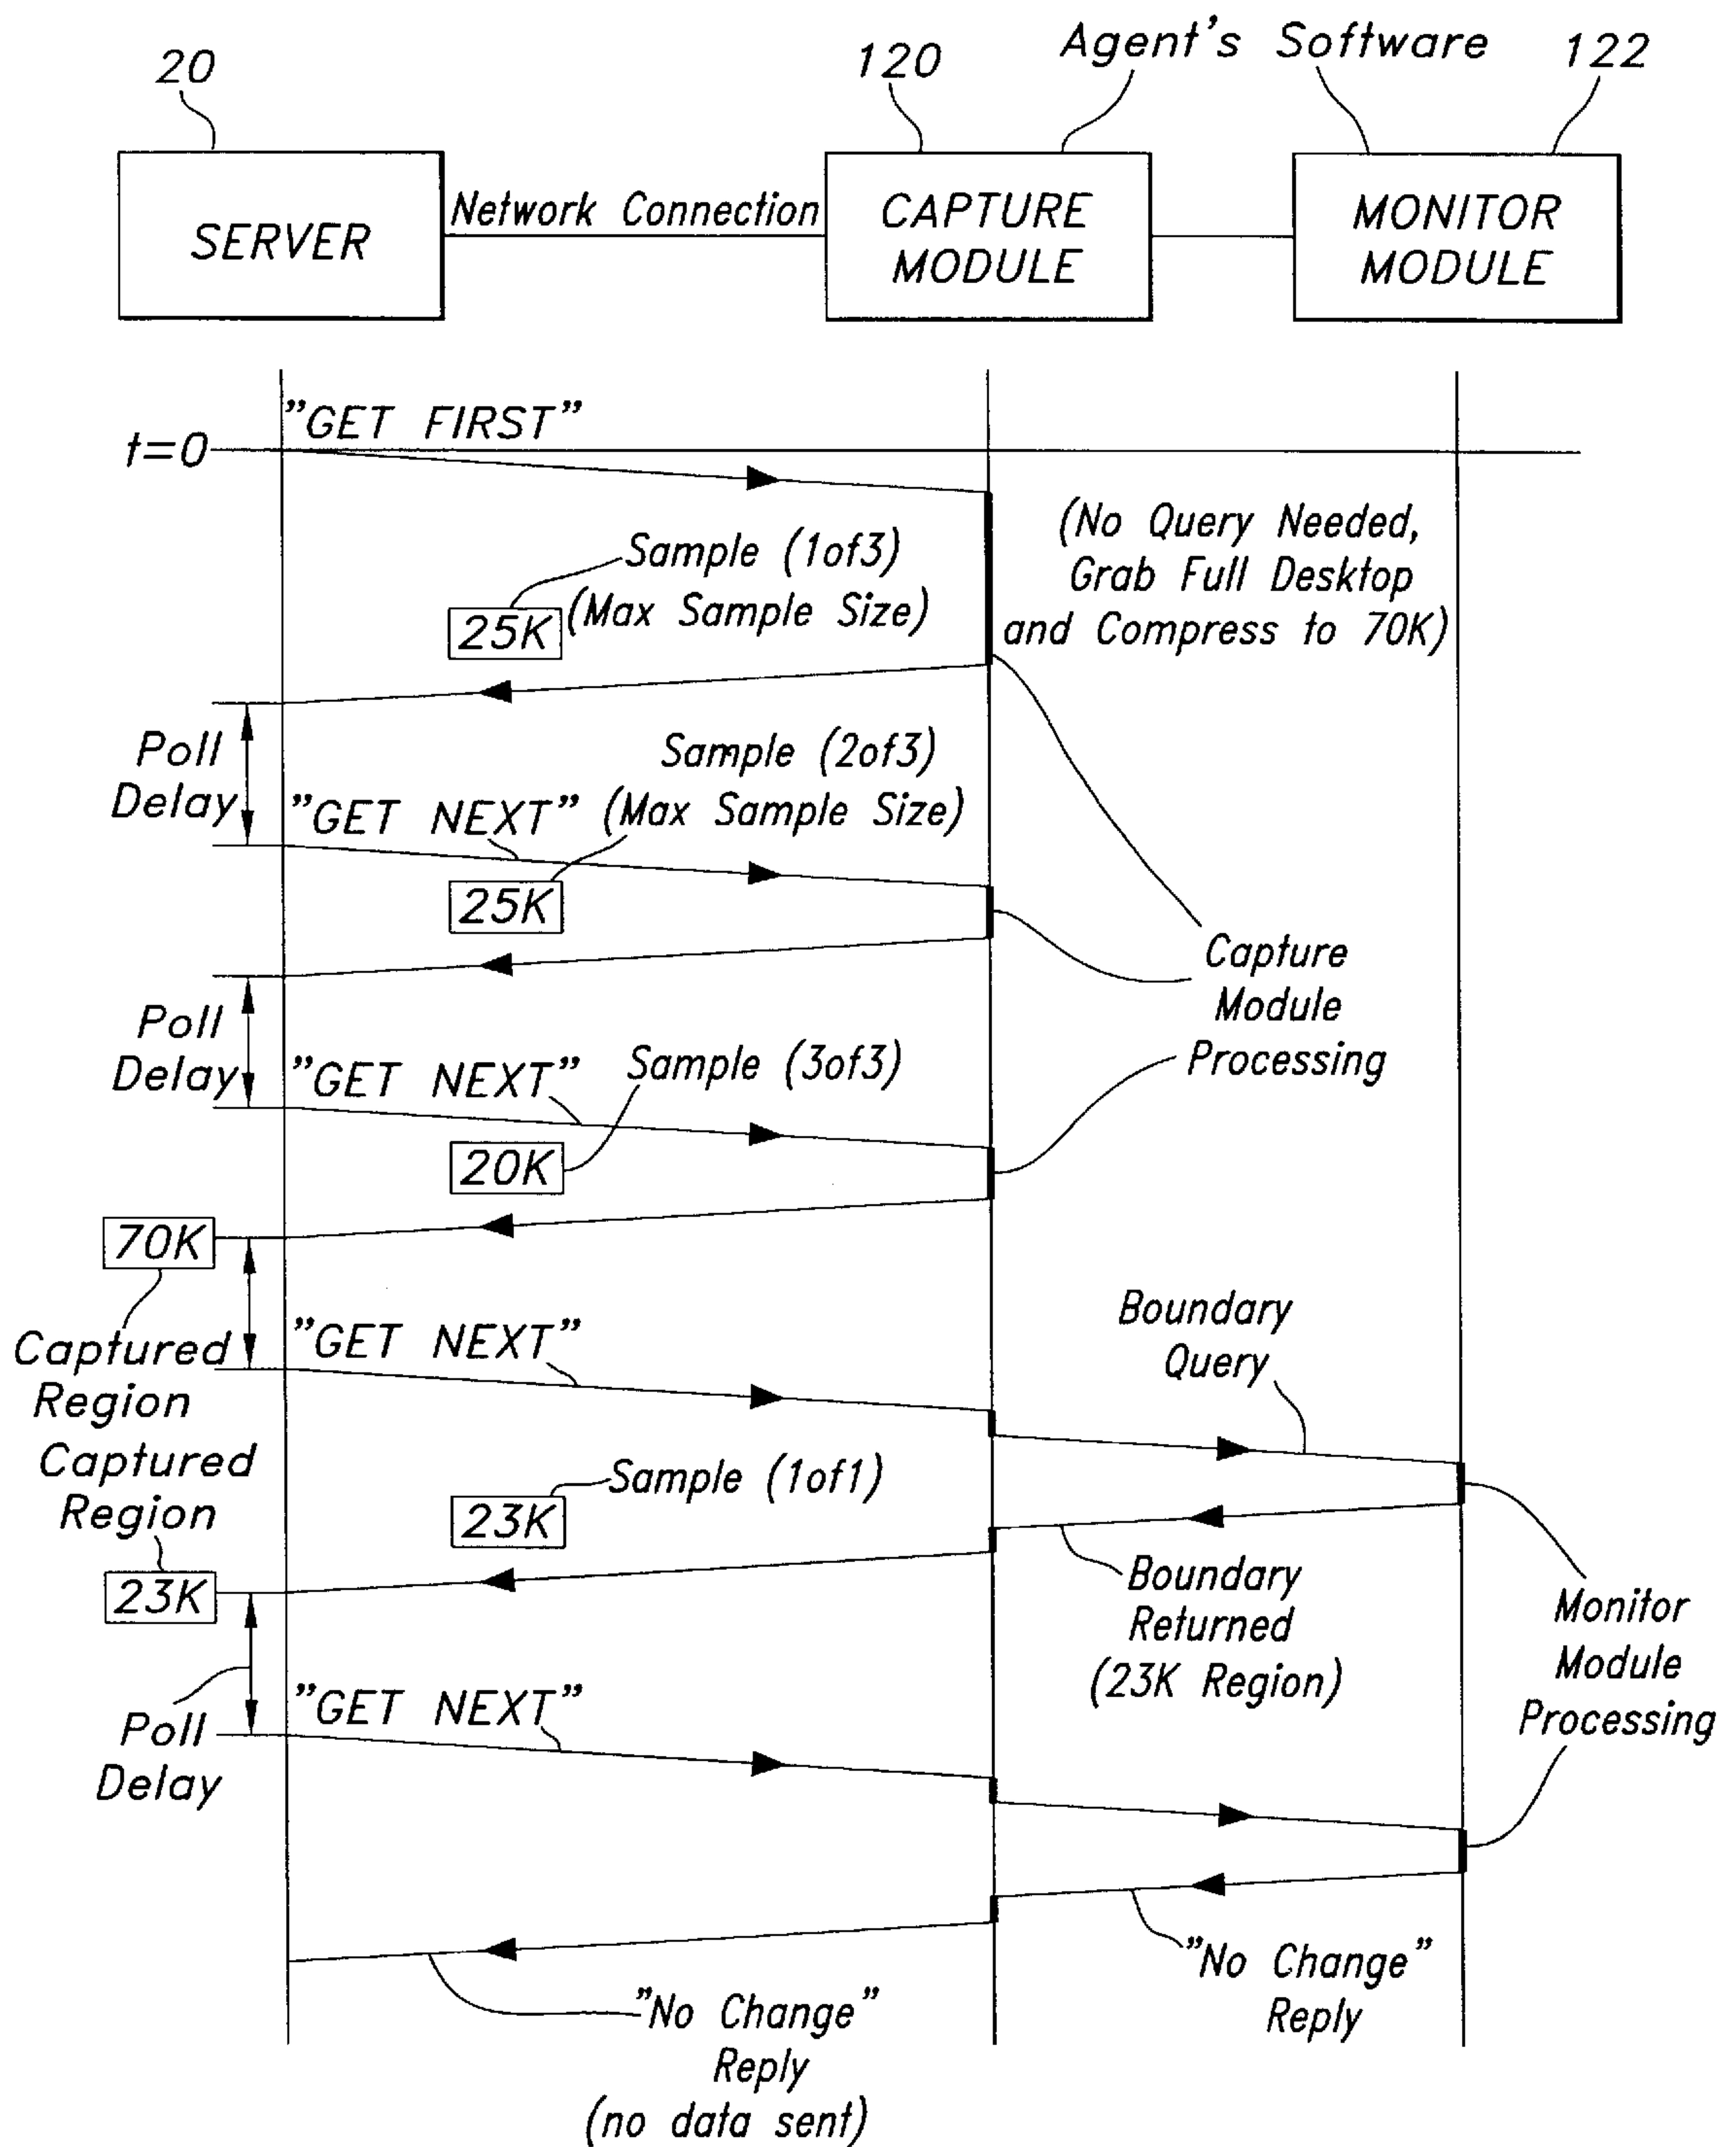 20
120
Agent's Software
122
SERVER
Network Connection
CAPTURE
MODULE
MONITOR
MODULE
"GET FIRST"
t=0
(No Query Needed,
Grab Full Desktop
and Compress to 70K)
Sample (1of3)
(Max Sample Size)
25K
Poll
Delay
Sample (2of3)
(Max Sample Size)
"GET NEXT"
25K
Capture
Module
Processing
Poll
Delay
"GET NEXT"
Sample (3of3)
20K
70K
Captured
Region
"GET NEXT"
Boundary
Query
Captured
Region
Sample (1of1)
23K
23K
Boundary
Returned
(23K Region)
Monitor
Module
Processing
"GET NEXT"
Poll
Delay
"No Change"
Reply
"No Change"
Reply
(no data sent)